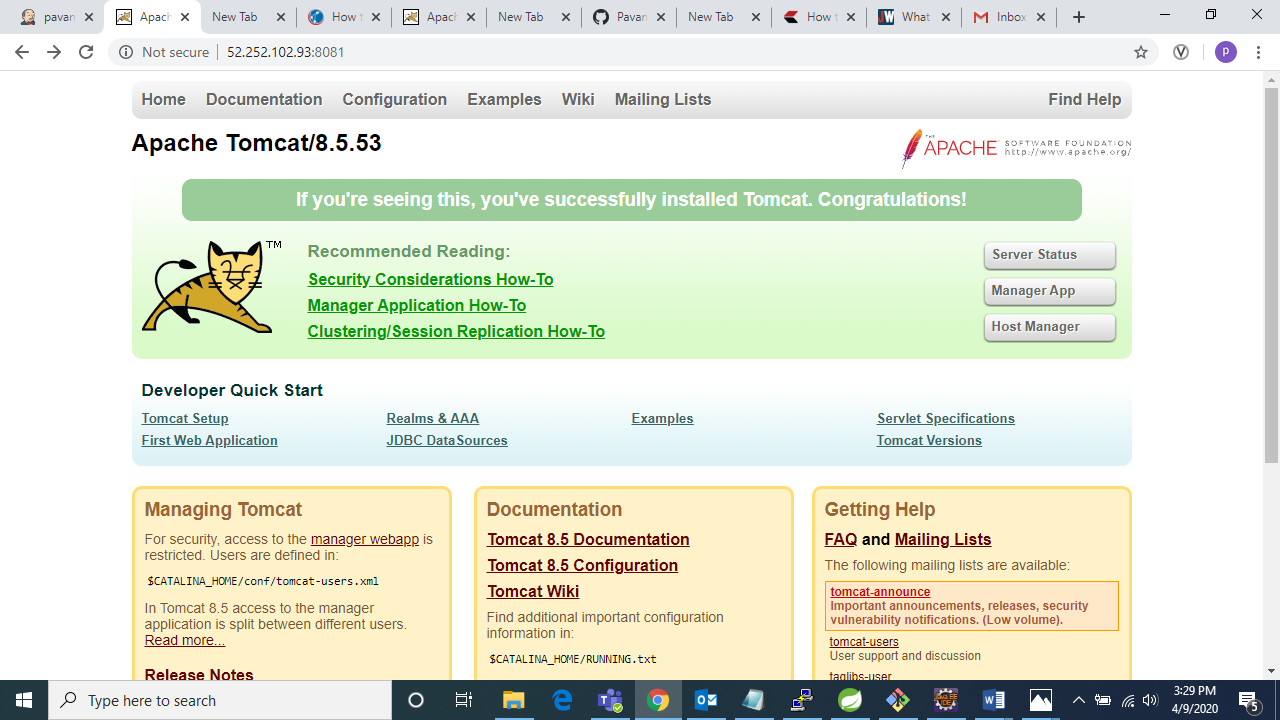 pavan
Apach
New Tab
How t
Apach
New Tab
Pavan
New Tab
How t
What
Inbox
Not secure
52.252.102.93:8081
p
Home Documentation Configuration Examples Wiki Mailing Lists Find Help
Apache Tomcat/8.5.53
THE
APACHE
SOFTWARE FOUNDATION
http://www.apache.org/
If you're seeing this, you've successfully installed Tomcat. Congratulations!
TM
Recommended Reading:
Security Considerations How-To
Manager Application How-To
Clustering/Session Replication How-To
Server Status
Manager App
Host Manager
Developer Quick Start
Tomcat Setup
First Web Application
Realms & AAA
JDBC DataSources
Examples
Servlet Specifications
Tomcat Versions
Managing Tomcat
For security, access to the manager webapp is
restricted. Users are defined in:
$CATALINA_HOME/conf/tomcat-users.xml
In Tomcat 8.5 access to the manager
application is split between different users.
Read more...
Release Notes
Documentation
Tomcat 8.5 Documentation
Tomcat 8.5 Configuration
Tomcat Wiki
Find additional important configuration
information in:
$CATALINA_HOME/RUNNING.txt
Getting Help
FAQ and Mailing Lists
The following mailing lists are available:
tomcat-announce
Important announcements, releases, security
vulnerability notifications. (Low volume).
tomcat-users
User support and discussion
taglibs-user
Type here to search
3:29 PM
4/9/2020
5